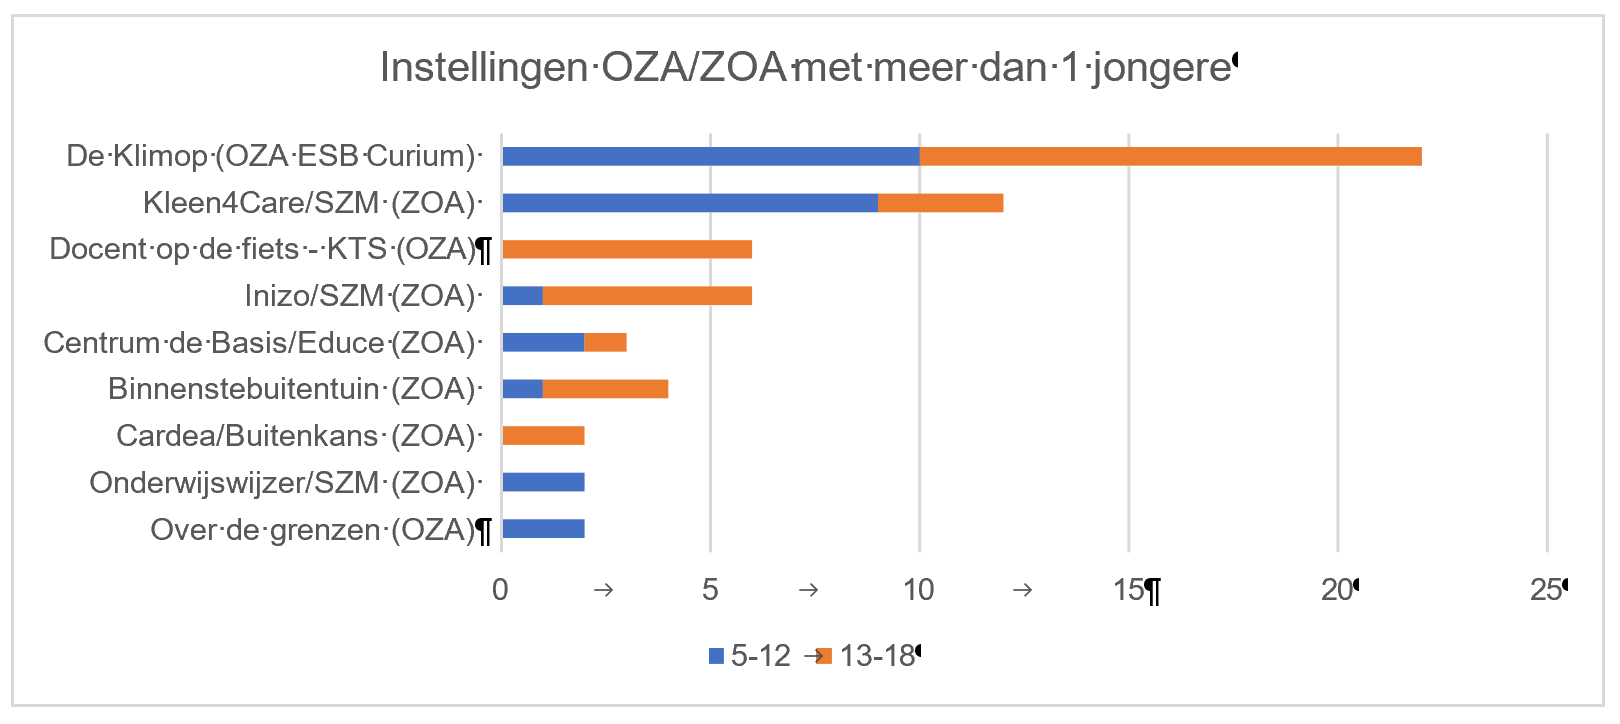 Instellingen·OZA/ZOA·met·meer·dan·1·jongere¶
De·Klimop·(OZA·ESB·Curium)·
Kleen4Care/SZM·(ZOA)·
Docent·op·de·fiets·-·KTS·(OZA)¶
Inizo/SZM·(ZOA)·
Centrum·de·Basis/Educe·(ZOA)·
Binnenstebuitentuin·(ZOA)·
Cardea/Buitenkans·(ZOA)·
Onderwijswijzer/SZM·(ZOA)·
Over·de·grenzen·(OZA)¶
0 → 5 → 10 → 15¶ 20¶ 25¶
5-12 → 13-18¶